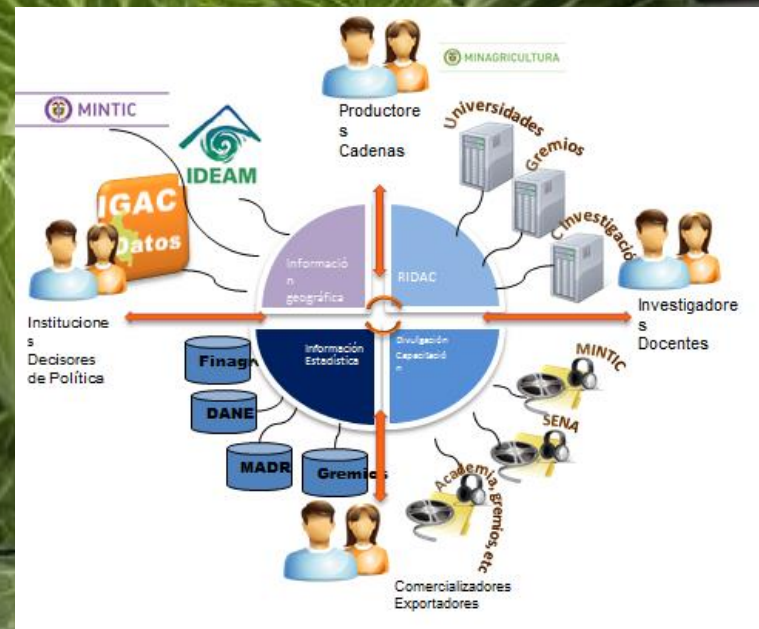 MINAGRICULTURA
Productore
s
Cadenas
MINTIC
IDEAM
IGAC
Datos
Universidades
Gremios
C Investigació
Informació
n
geográfica
RIDAC
Institucione
s
Decisores
de Política
Investigadore
s
Docentes
Información
Estadística
Divulgación
Capacitació
n
Finagr
DANE
MADR
Gremios
MINTIC
SENA
Academia, gremios, etc
Comercializadores
Exportadores